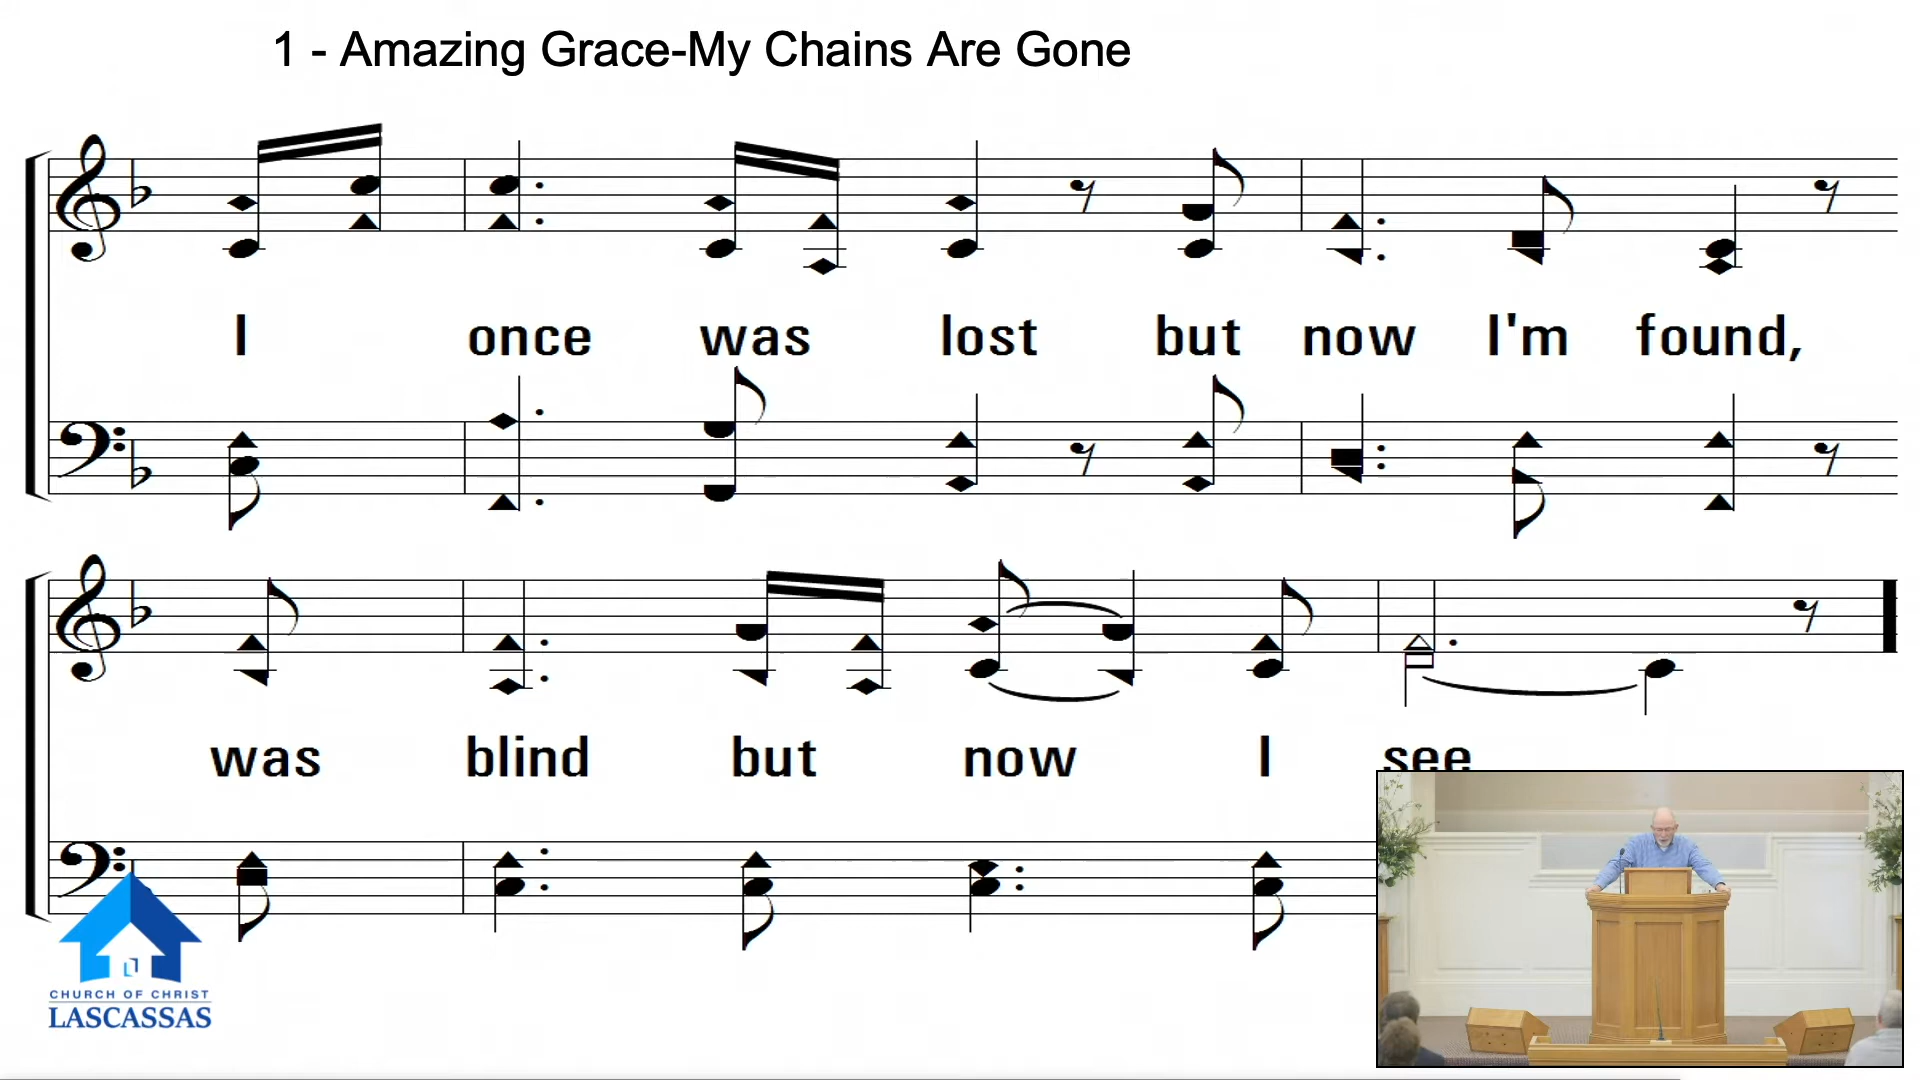 1 - Amazing Grace-My Chains Are Gone
I once was lost but now I'm found,
was blind but now I see
CHURCH OF CHRIST
LASCASSAS